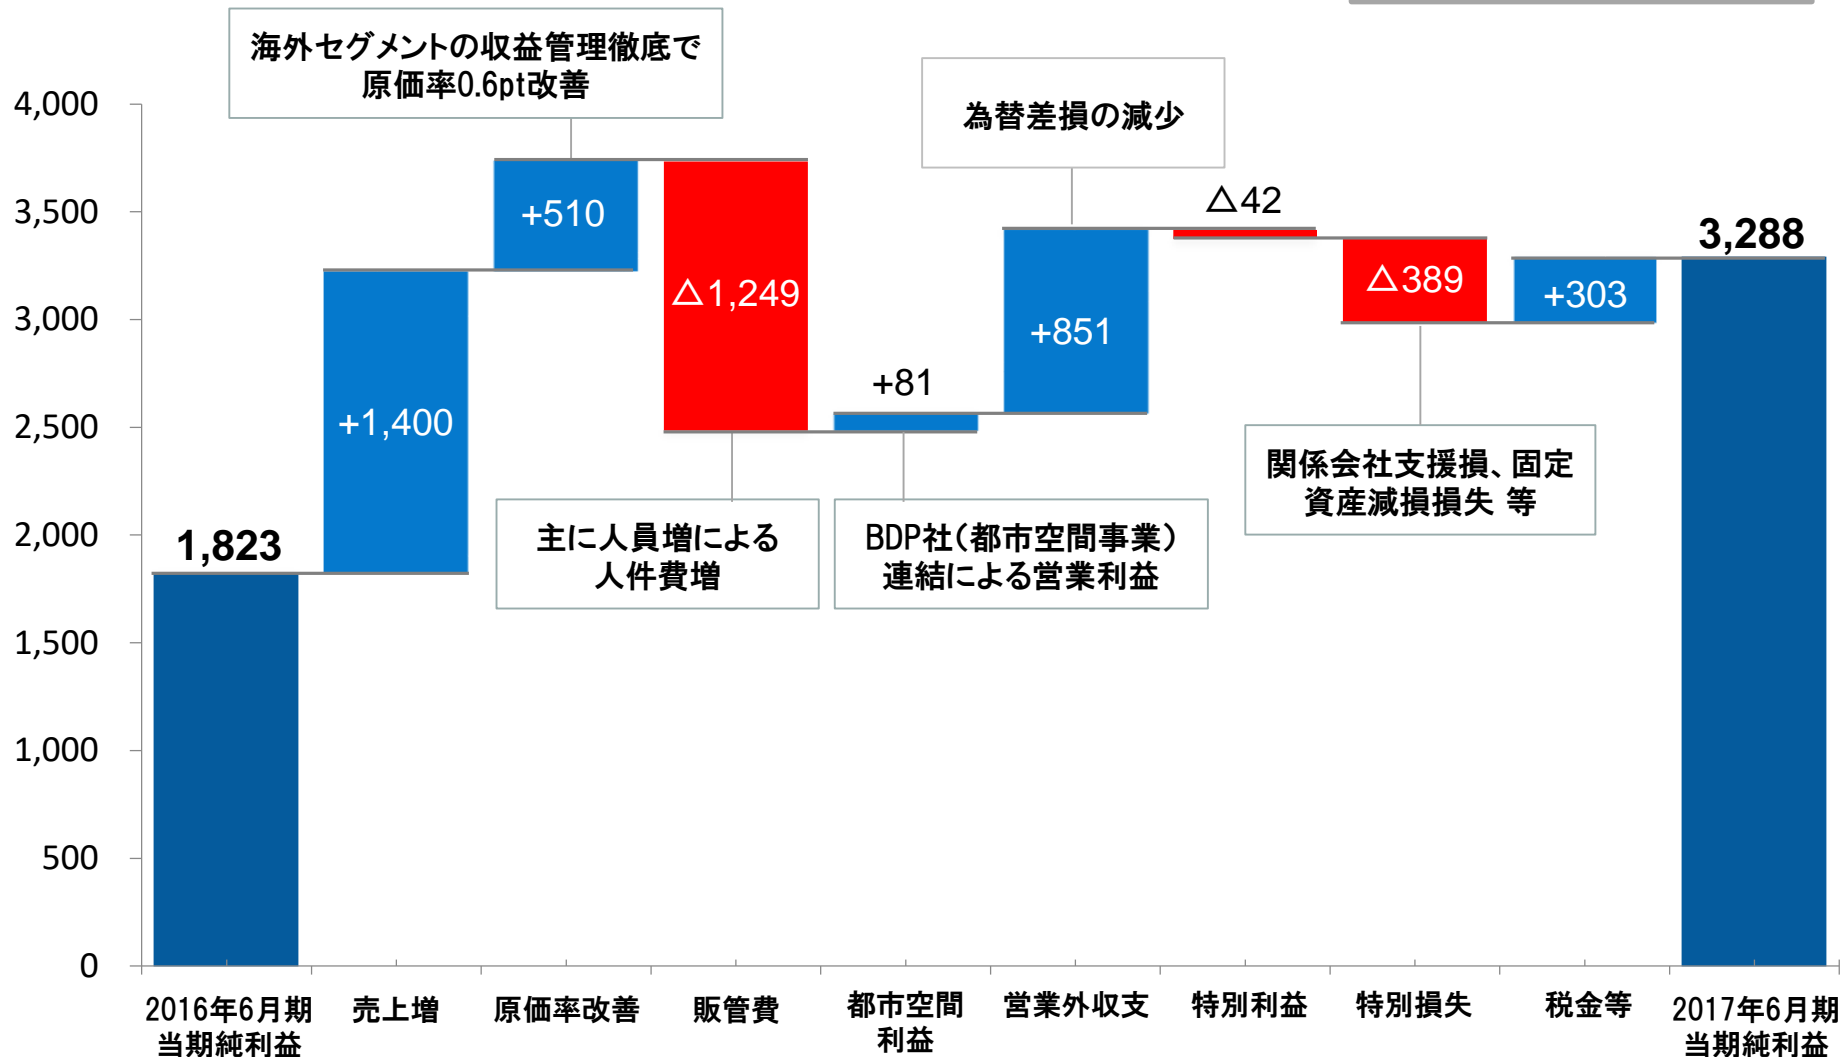 海外セグメントの収益管理徹底で
原価率0.6pt改善
為替差損の減少
4,000
3,500
3,000
2,500
2,000
1,500
1,000
500
0
1,823
+1,400
+510
△1,249
+81
+851
△42
△389
+303
3,288
主に人員増による
人件費増
BDP社（都市空間事業）
連結による営業利益
関係会社支援損、固定
資産減損損失 等
2016年6月期
当期純利益
売上増
原価率改善
販管費
都市空間
利益
営業外収支
特別利益
特別損失
税金等
2017年6月期
当期純利益